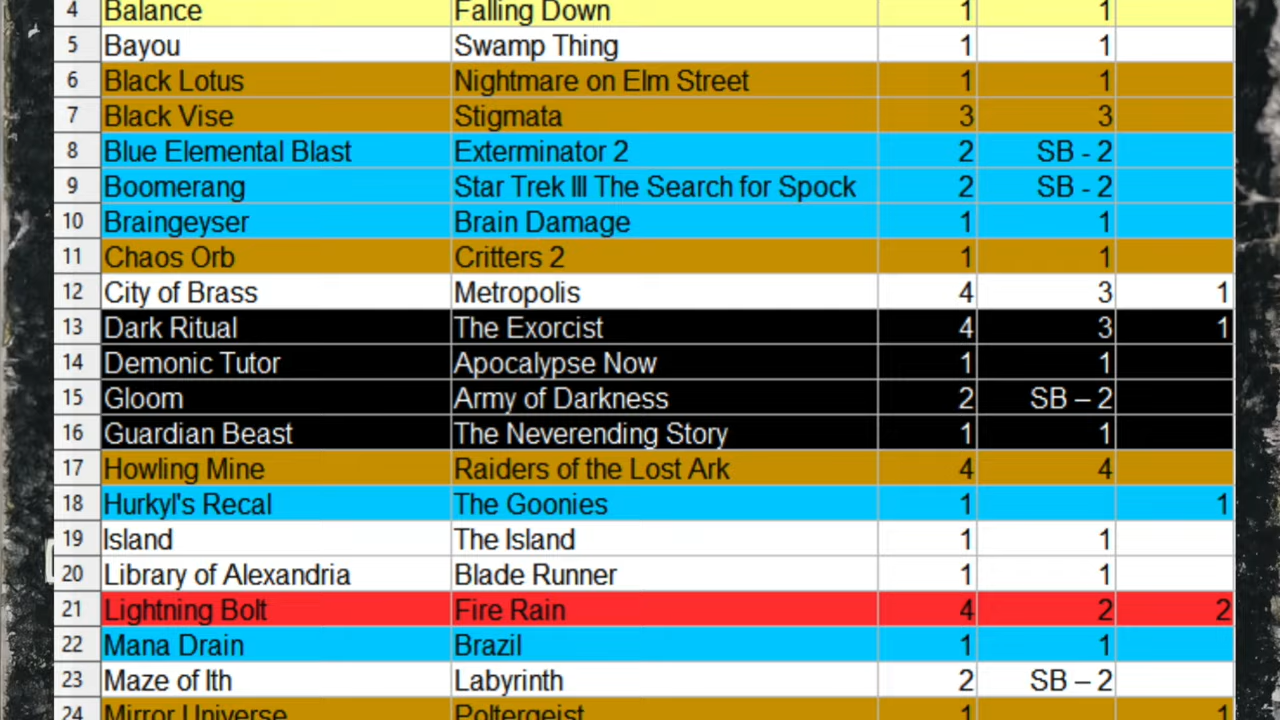 4 Balance Falling Down 1 1
5 Bayou Swamp Thing 1 1
6 Black Lotus Nightmare on Elm Street 1 1
7 Black Vise Stigmata 3 3
8 Blue Elemental Blast Exterminator 2 2 SB - 2
9 Boomerang Star Trek III The Search for Spock 2 SB - 2
10 Braingeyser Brain Damage 1 1
11 Chaos Orb Critters 2 1 1
12 City of Brass Metropolis 4 3 1
13 Dark Ritual The Exorcist 4 3 1
14 Demonic Tutor Apocalypse Now 1 1
15 Gloom Army of Darkness 2 SB – 2
16 Guardian Beast The Neverending Story 1 1
17 Howling Mine Raiders of the Lost Ark 4 4
18 Hurkyl's Recal The Goonies 1 1
19 Island The Island 1 1
20 Library of Alexandria Blade Runner 1 1
21 Lightning Bolt Fire Rain 4 2 2
22 Mana Drain Brazil 1 1
23 Maze of Ith Labyrinth 2 SB – 2
24 Mirror Universe Poltergeist 1 1